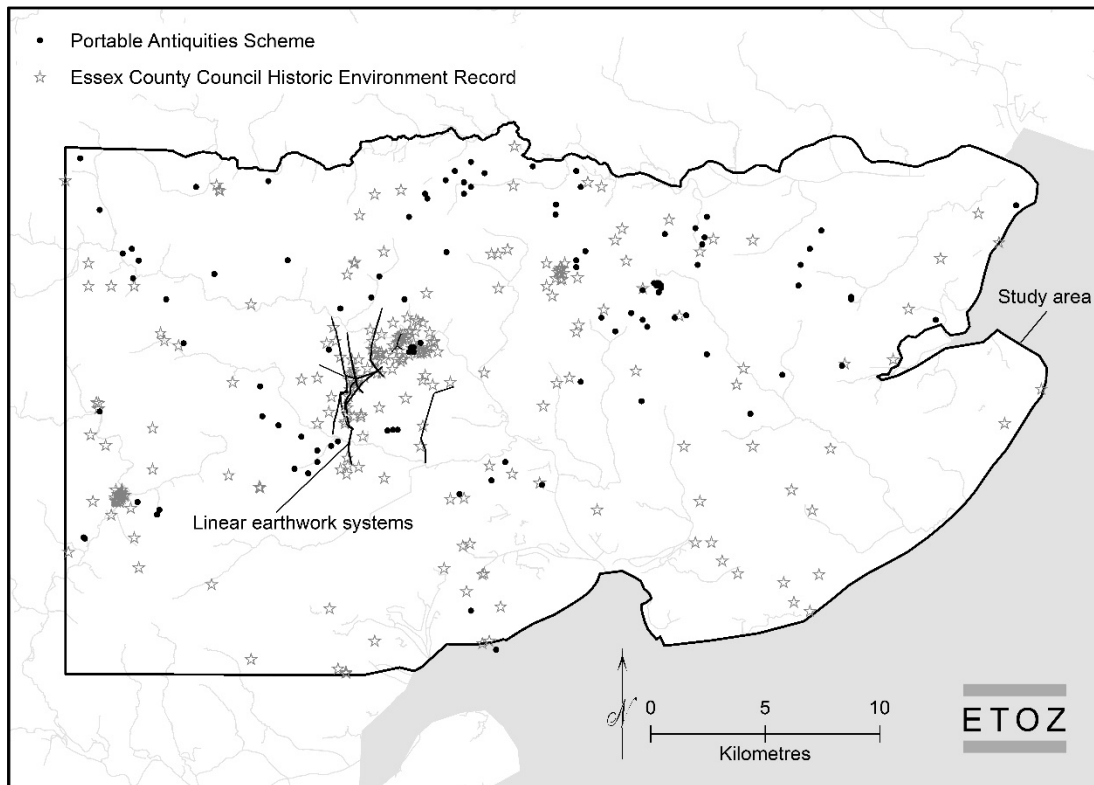 Portable Antiquities Scheme
Essex County Council Historic Environment Record
Study area
Linear earthwork systems
N
0 5 10
Kilometres
ETOZ